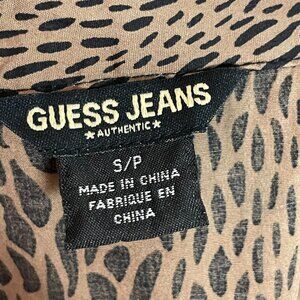 GUESS JEANS
★AUTHENTIC★
S/P
MADE IN CHINA
FABRIQUE EN
CHINA